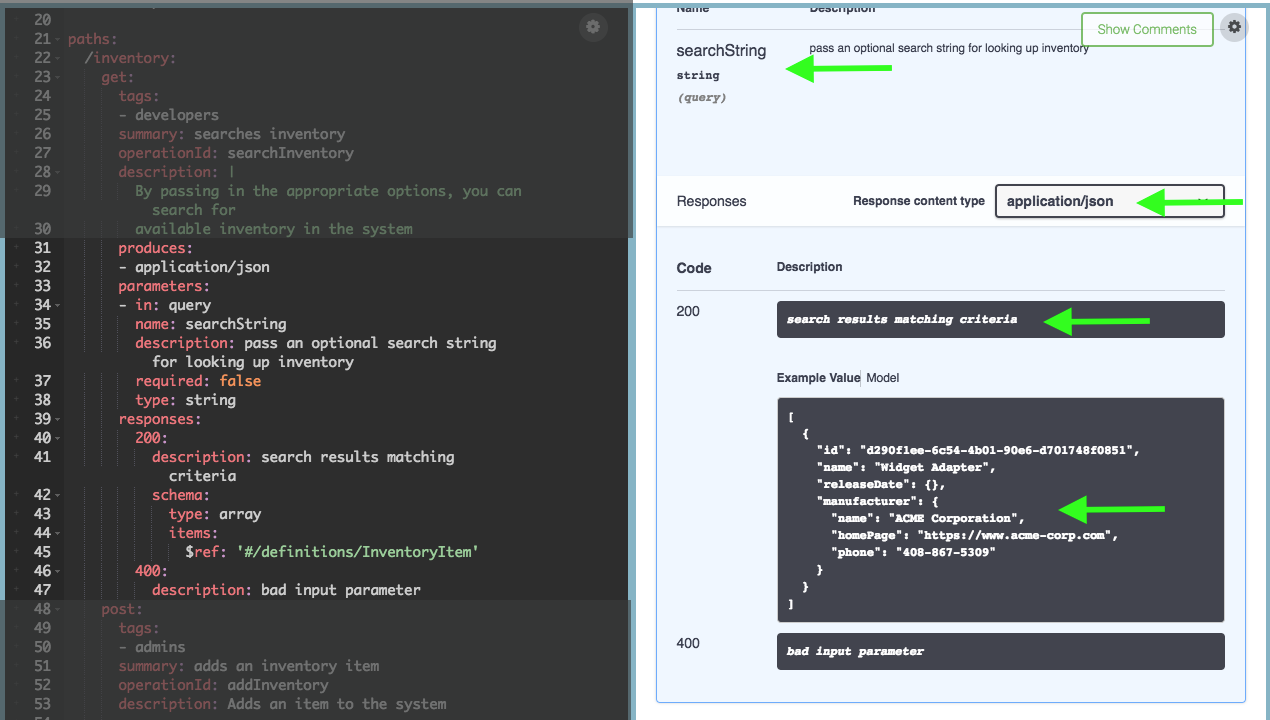 20
21 paths:
22 /inventory:
23 get:
24 tags:
25 - developers
26 summary: searches inventory
27 operationId: searchInventory
28 description: |
29 By passing in the appropriate options, you can
search for
30 available inventory in the system
31 produces:
32 - application/json
33 parameters:
34 - in: query
35 name: searchString
36 description: pass an optional search string
for looking up inventory
37 required: false
38 type: string
39 responses:
40 200:
41 description: search results matching
criteria
42 schema:
43 type: array
44 items:
45 $ref: '#/definitions/InventoryItem'
46 400:
47 description: bad input parameter
48 post:
49 tags:
50 - admins
51 summary: adds an inventory item
52 operationId: addInventory
53 description: Adds an item to the system
Name Description
Show Comments
searchString pass an optional search string for looking up inventory
string
(query)
Responses Response content type application/json
Code Description
200 search results matching criteria
Example Value Model
[
{
"id": "d290f1ee-6c54-4b01-90e6-d701748f0851",
"name": "Widget Adapter",
"releaseDate": {},
"manufacturer": {
"name": "ACME Corporation",
"homePage": "https://www.acme-corp.com",
"phone": "408-867-5309"
}
}
]
400 bad input parameter